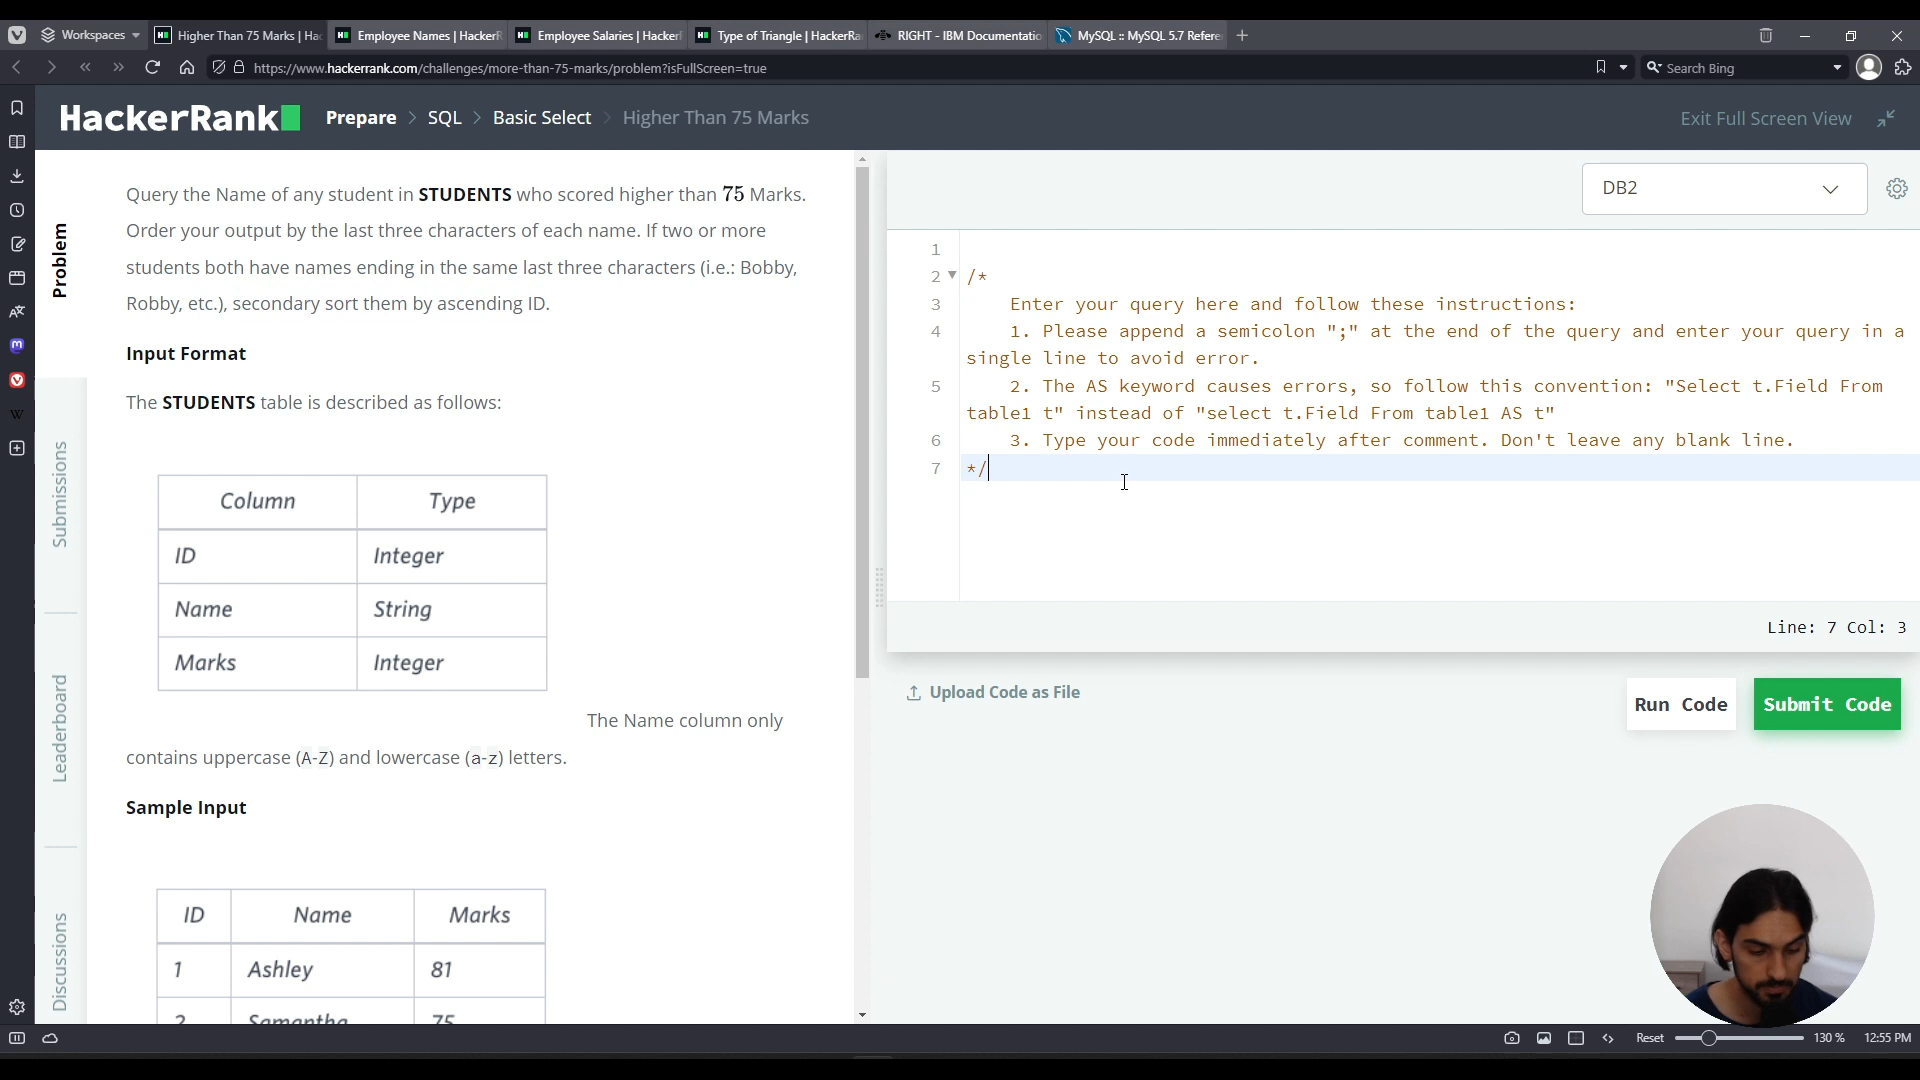 Workspaces
Higher Than 75 Marks | Ha
Employee Names | HackerR
Employee Salaries | Hackerf
Type of Triangle | HackerRa
RIGHT - IBM Documentatio
MySQL :: MySQL 5.7 Refere
https://www.hackerrank.com/challenges/more-than-75-marks/problem?isFullScreen=true
Search Bing
HackerRank
Prepare > SQL > Basic Select > Higher Than 75 Marks
Exit Full Screen View
Problem
Submissions
Leaderboard
Discussions
Query the Name of any student in STUDENTS who scored higher than 75 Marks.
Order your output by the last three characters of each name. If two or more
students both have names ending in the same last three characters (i.e.: Bobby,
Robby, etc.), secondary sort them by ascending ID.
Input Format
The STUDENTS table is described as follows:
Column Type
ID Integer
Name String
Marks Integer
The Name column only
contains uppercase (A-Z) and lowercase (a-z) letters.
Sample Input
ID Name Marks
1 Ashley 81
2 Samantha 75
DB2
1
2 /*
3 Enter your query here and follow these instructions:
4 1. Please append a semicolon ";" at the end of the query and enter your query in a
single line to avoid error.
5 2. The AS keyword causes errors, so follow this convention: "Select t.Field From
table1 t" instead of "select t.Field From table1 AS t"
6 3. Type your code immediately after comment. Don't leave any blank line.
7 */
Line: 7 Col: 3
Upload Code as File
Run Code
Submit Code
Reset
130 %
12:55 PM